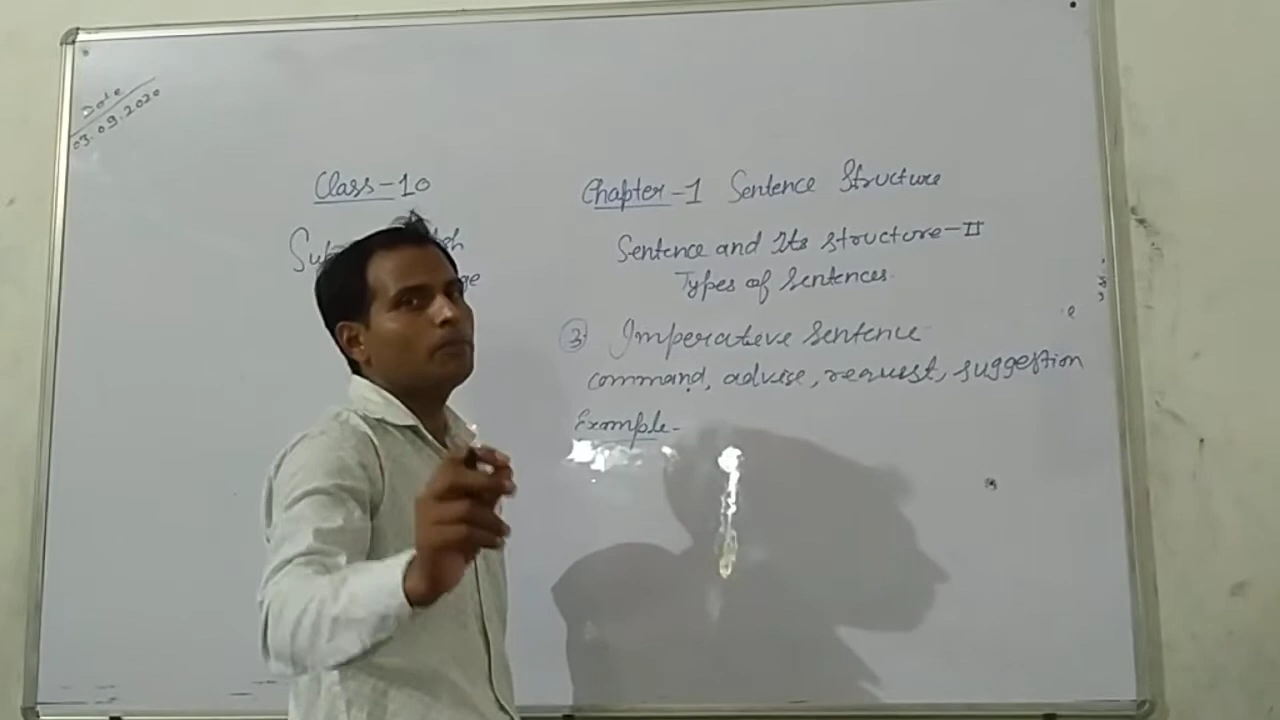 Date
03.09.2020
Class-10
Chapter-1 Sentence Structure
Sentence and Its structure-II
Types of Sentences.
3. Imperative Sentence
command, advise, request, suggestion
Example-